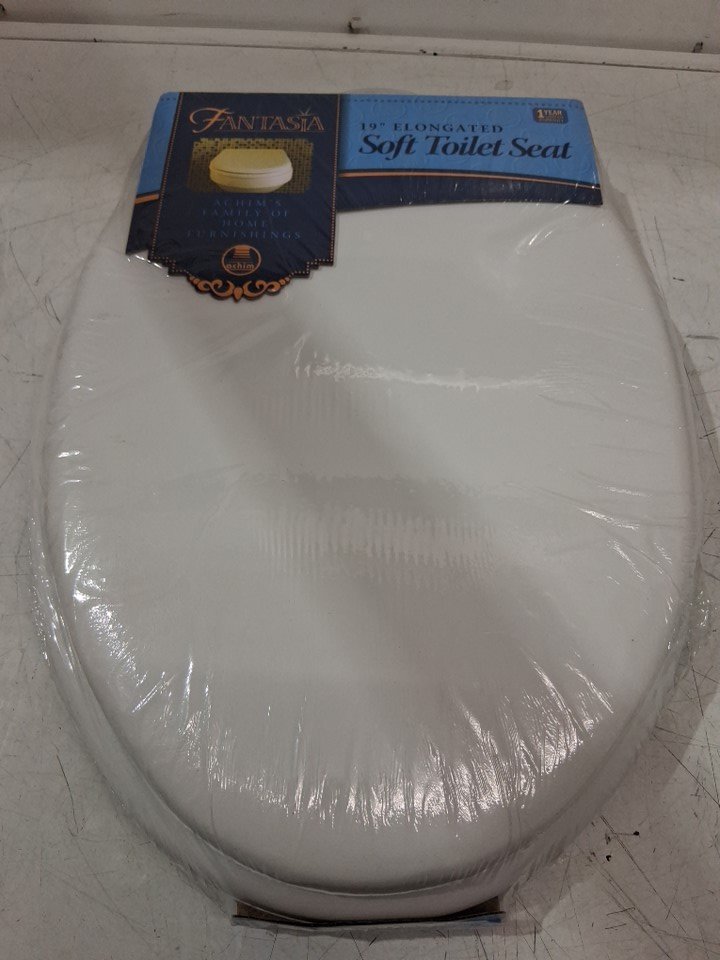 FANTASIA
ACHIM'S
FAMILY OF
HOME
FURNISHINGS
achim
19" ELONGATED
Soft Toilet Seat
1 YEAR